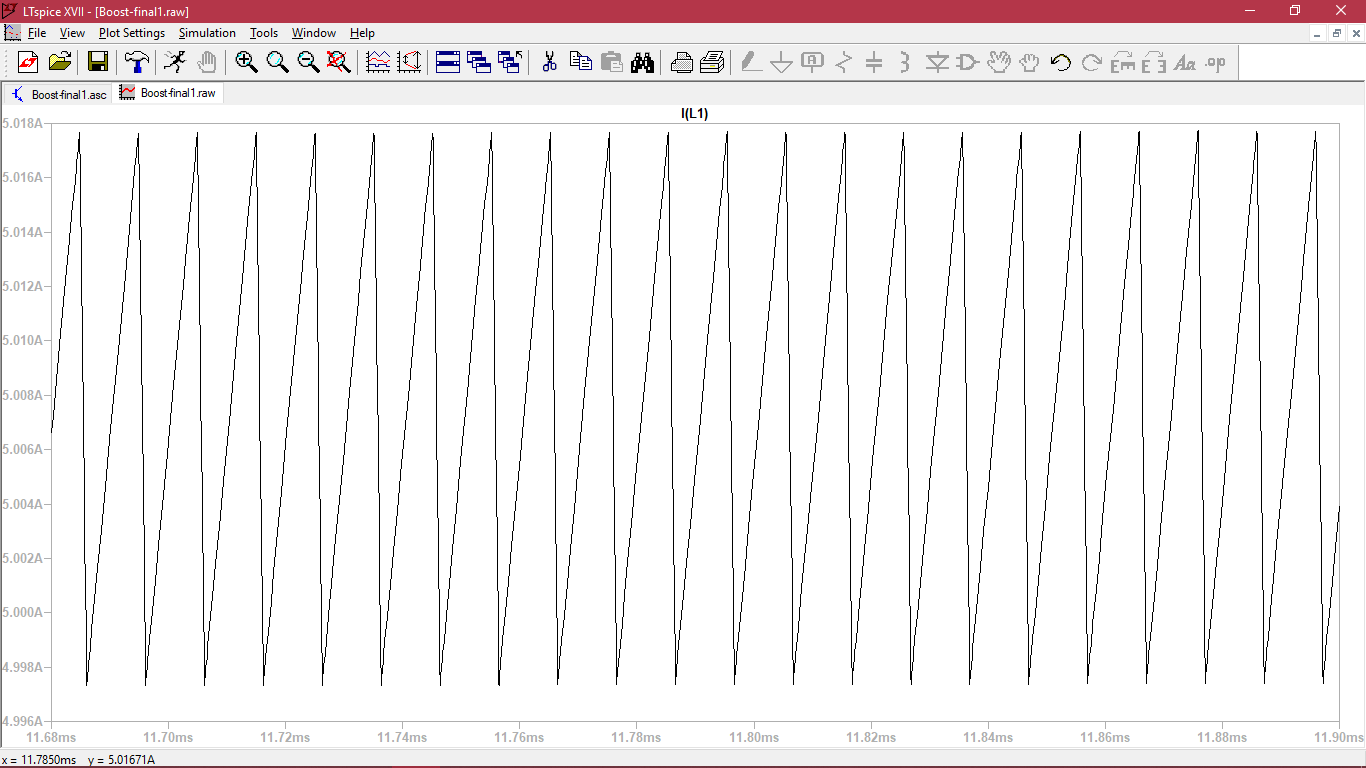 LTspice XVII - [Boost-final1.raw]
File View Plot Settings Simulation Tools Window Help
Boost-final1.asc Boost-final1.raw
I(L1)
5.018A
5.016A
5.014A
5.012A
5.010A
5.008A
5.006A
5.004A
5.002A
5.000A
4.998A
4.996A
11.68ms 11.70ms 11.72ms 11.74ms 11.76ms 11.78ms 11.80ms 11.82ms 11.84ms 11.86ms 11.88ms 11.90ms
x = 11.7850ms y = 5.01671A